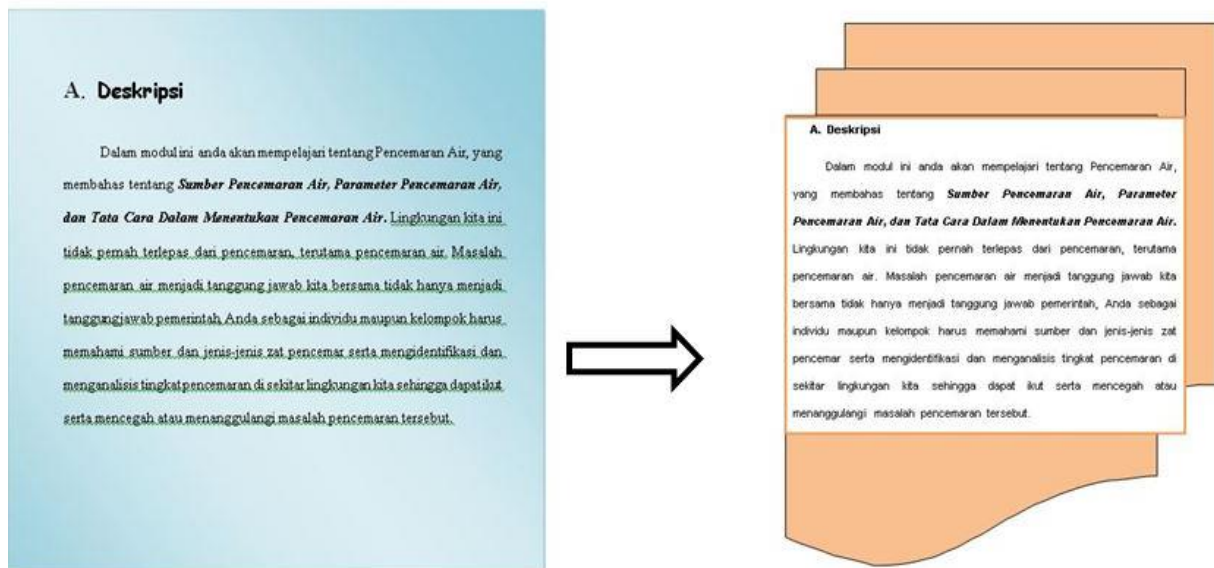 A. Deskripsi
Dalam modul ini anda akan mempelajari tentang Pencemaran Air, yang
membahas tentang Sumber Pencemaran Air, Parameter Pencemaran Air,
dan Tata Cara Dalam Menentukan Pencemaran Air. Lingkungan kita ini
tidak pernah terlepas dari pencemaran, terutama pencemaran air. Masalah
pencemaran air menjadi tanggung jawab kita bersama tidak hanya menjadi
tanggung jawab pemerintah, Anda sebagai individu maupun kelompok harus
memahami sumber dan jenis-jenis zat pencemar serta mengidentifikasi dan
menganalisis tingkat pencemaran di sekitar lingkungan kita sehingga dapat ikut
serta mencegah atau menanggulangi masalah pencemaran tersebut.
A. Deskripsi
Dalam modul ini anda akan mempelajari tentang Pencemaran Air,
yang membahas tentang Sumber Pencemaran Air, Parameter
Pencemaran Air, dan Tata Cara Dalam Menentukan Pencemaran Air.
Lingkungan kita ini tidak pernah terlepas dari pencemaran, terutama
pencemaran air. Masalah pencemaran air menjadi tanggung jawab kita
bersama tidak hanya menjadi tanggung jawab pemerintah, Anda sebagai
individu maupun kelompok harus memahami sumber dan jenis-jenis zat
pencemar serta mengidentifikasi dan menganalisis tingkat pencemaran di
sekitar lingkungan kita sehingga dapat ikut serta mencegah atau
menanggulangi masalah pencemaran tersebut.